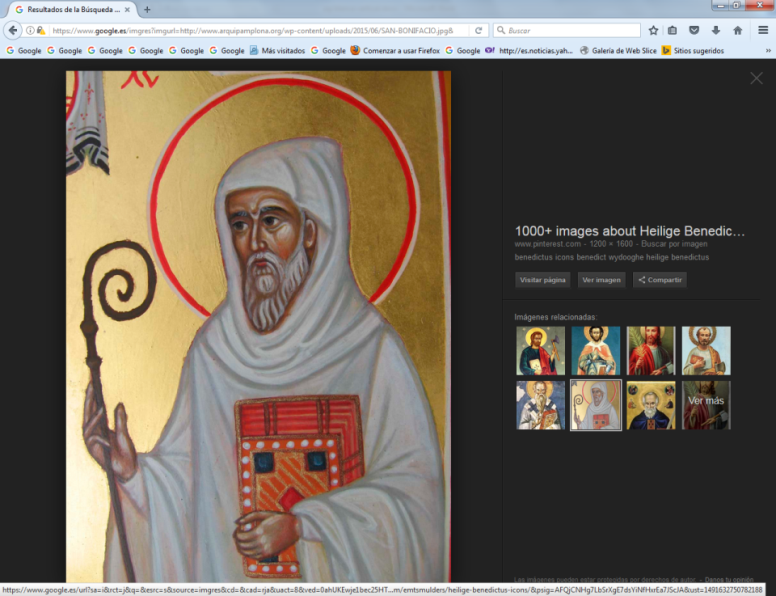 Resultados de la Búsqueda ...
https://www.google.es/imgres?imgurl=http://www.arquipamplona.org/wp-content/uploads/2015/06/SAN-BONIFACIO.jpg&
Buscar
Google Google Google Google Google Google Más visitados Google Comenzar a usar Firefox Google http://es.noticias.yah... Galería de Web Slice Sitios sugeridos
1000+ images about Heilige Benedic...
www.pinterest.com - 1200 × 1600 - Buscar por imagen
benedictus icons benedict wydooghe heilige benedictus
Visitar página Ver imagen Compartir
Imágenes relacionadas:
Ver más
Las imágenes pueden estar protegidas por derechos de autor. - Danos tu opinión